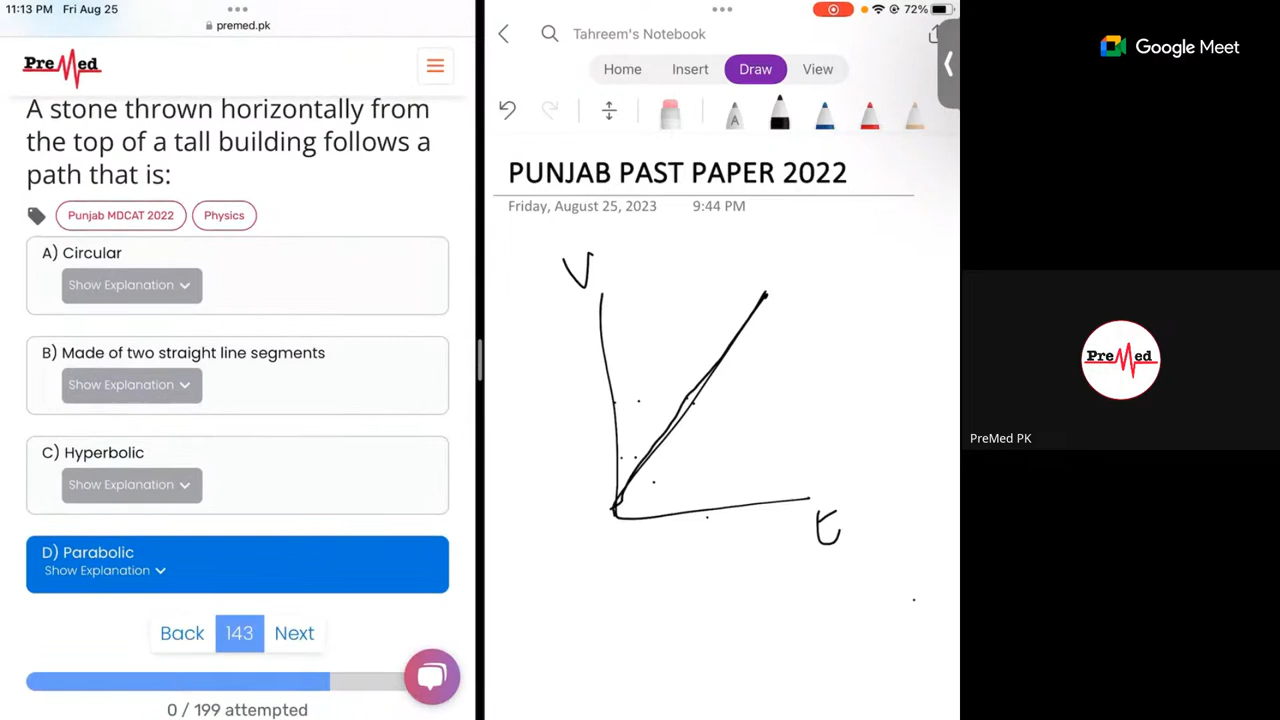 11:13 PM Fri Aug 25
premed.pk
PreMed
A stone thrown horizontally from
the top of a tall building follows a
path that is:
Punjab MDCAT 2022 Physics
A) Circular
Show Explanation
B) Made of two straight line segments
Show Explanation
C) Hyperbolic
Show Explanation
D) Parabolic
Show Explanation
Back 143 Next
0 / 199 attempted
72%
Tahreem's Notebook
Home Insert Draw View
A
PUNJAB PAST PAPER 2022
Friday, August 25, 2023 9:44 PM
V
t
Google Meet
PreMed
PreMed PK